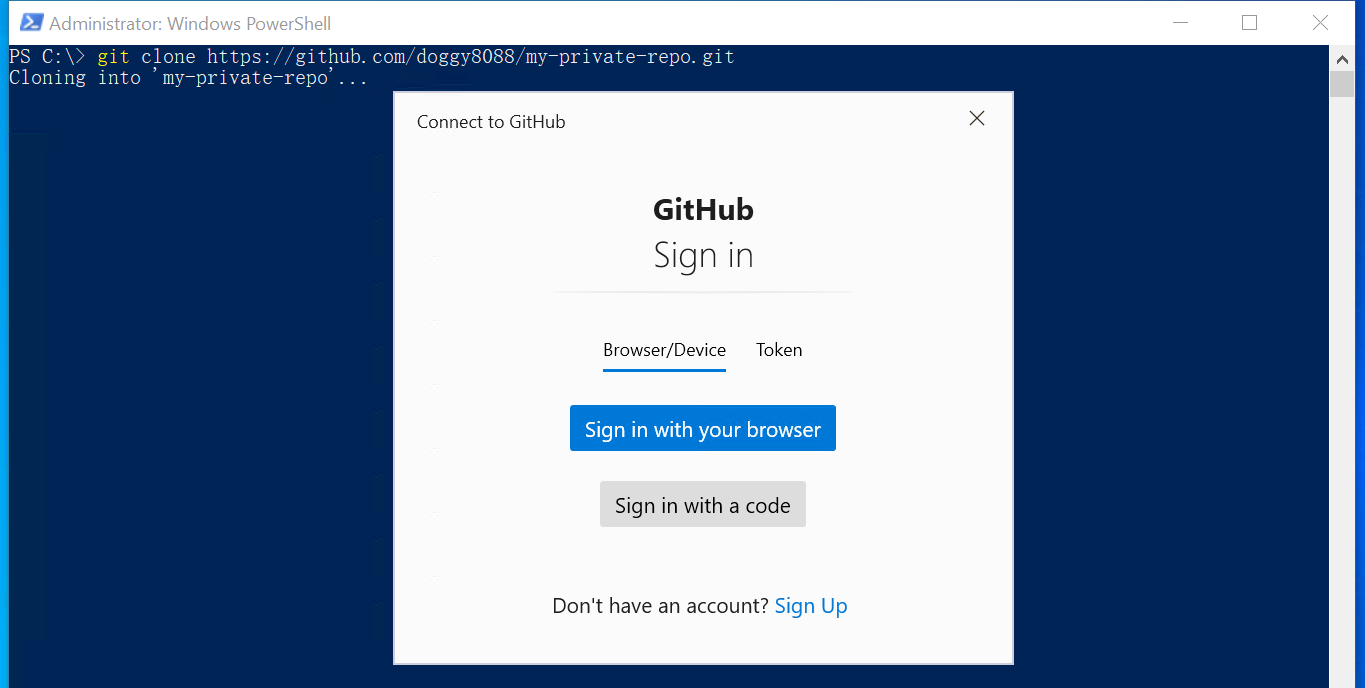 Administrator: Windows PowerShell
PS C:\> git clone https://github.com/doggy8088/my-private-repo.git
Cloning into 'my-private-repo'...
Connect to GitHub
GitHub
Sign in
Browser/Device Token
Sign in with your browser
Sign in with a code
Don't have an account? Sign Up